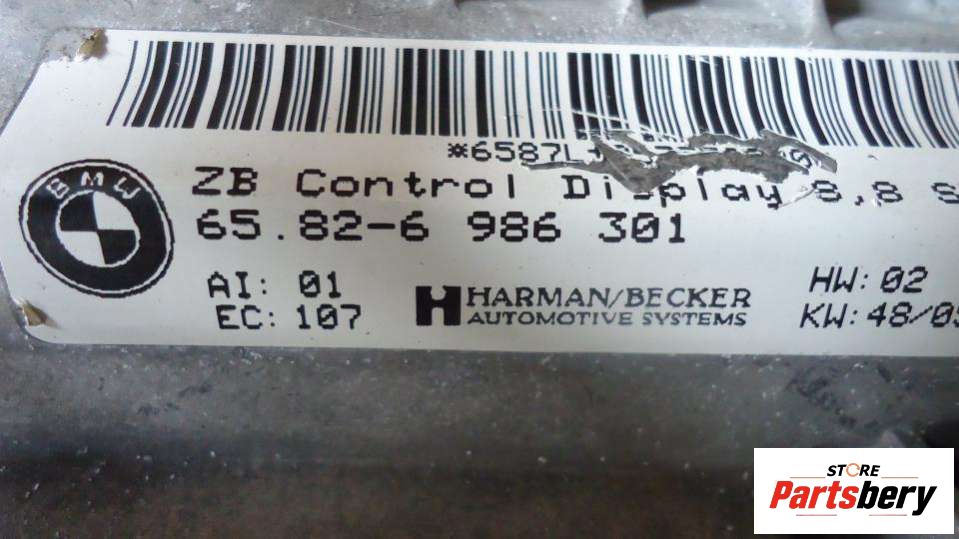 *6587L
BMW
ZB Control Display 8,8
65.82-6 986 301
AI: 01
HW: 02
EC: 107
HARMAN/BECKER
AUTOMOTIVE SYSTEMS
KW: 48/05
STORE
Partsbery